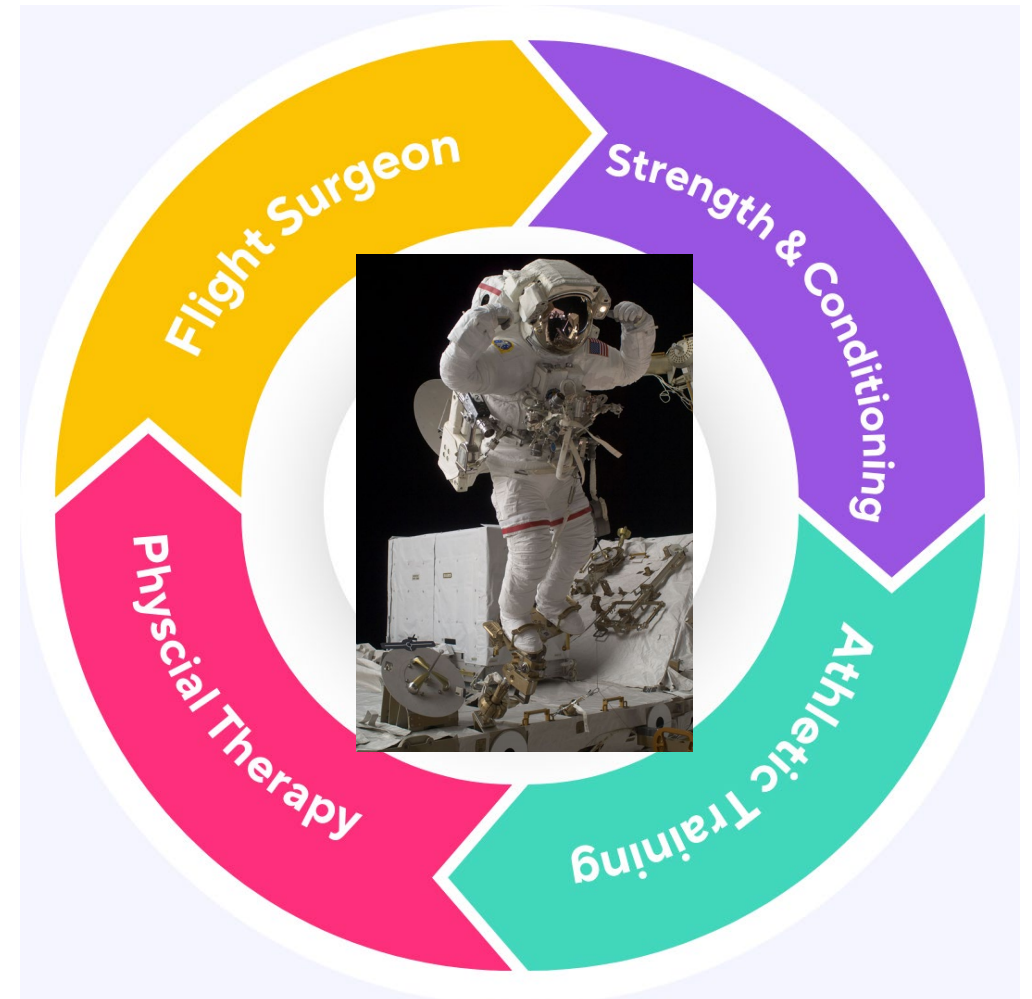 Flight Surgeon
Strength & Conditioning
Athletic Training
Physcial Therapy